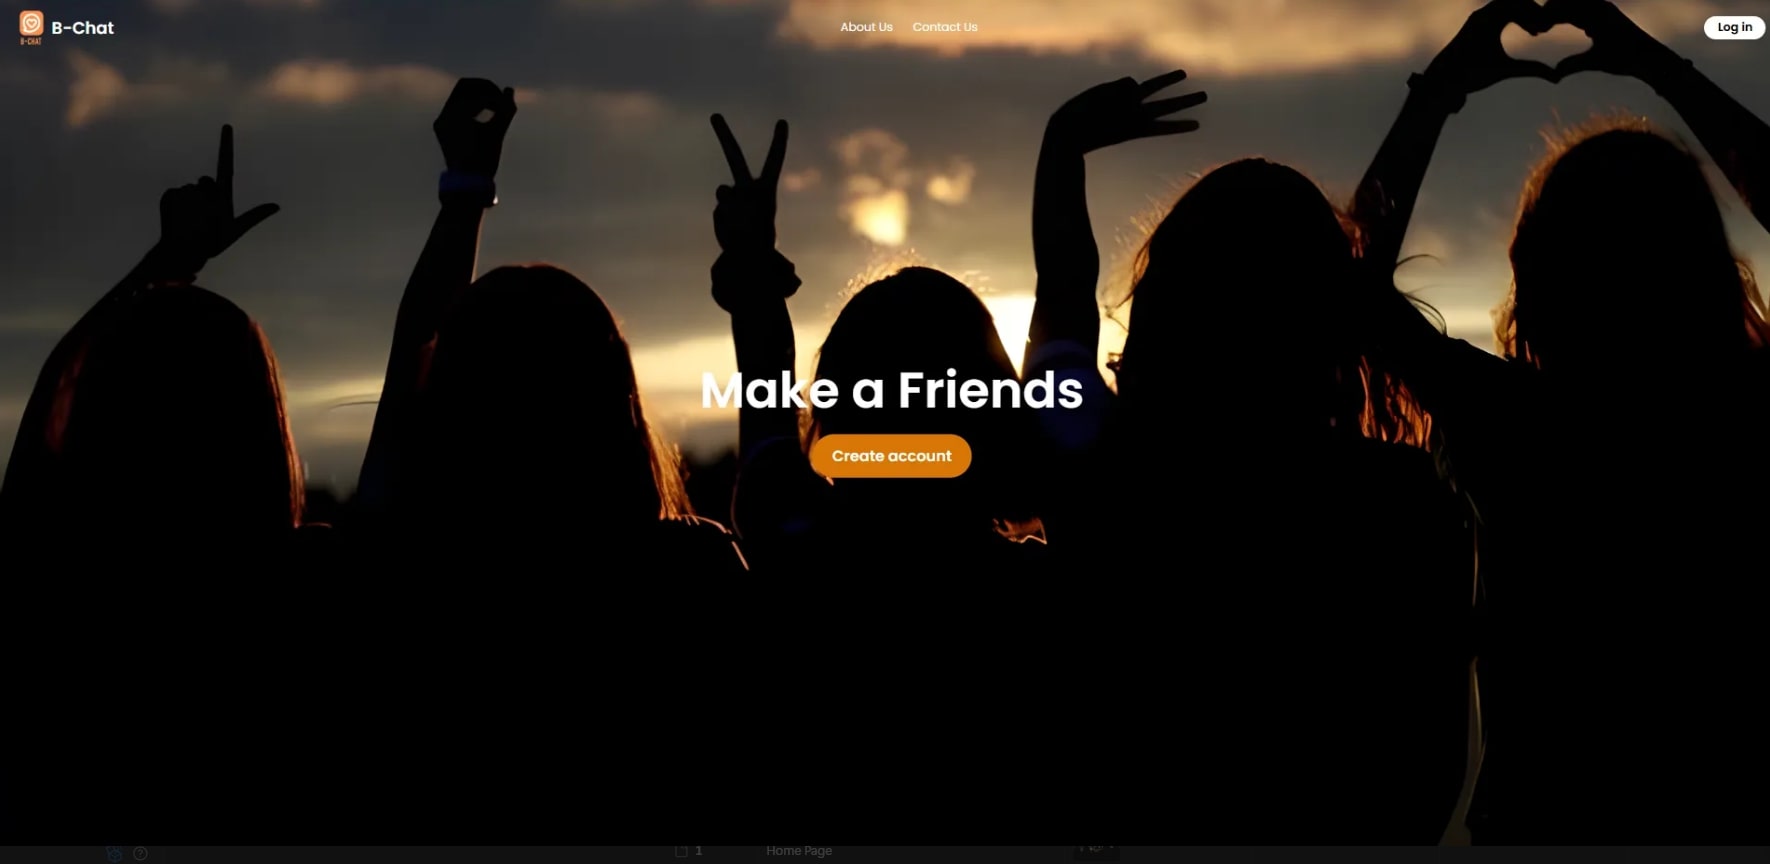 B-CHAT
B-Chat
About Us
Contact Us
Log in
Make a Friends
Create account
1
Home Page